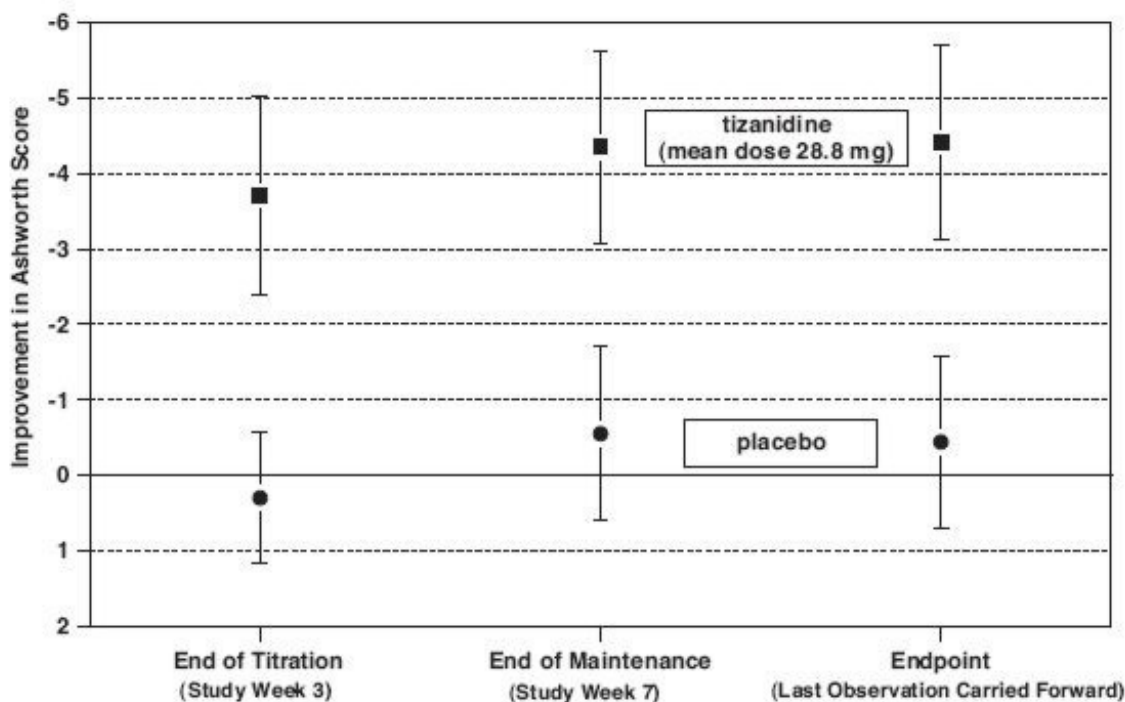 Improvement in Ashworth Score
-6
-5
-4
-3
-2
-1
0
1
2
tizanidine
(mean dose 28.8 mg)
placebo
End of Titration
(Study Week 3)
End of Maintenance
(Study Week 7)
Endpoint
(Last Observation Carried Forward)